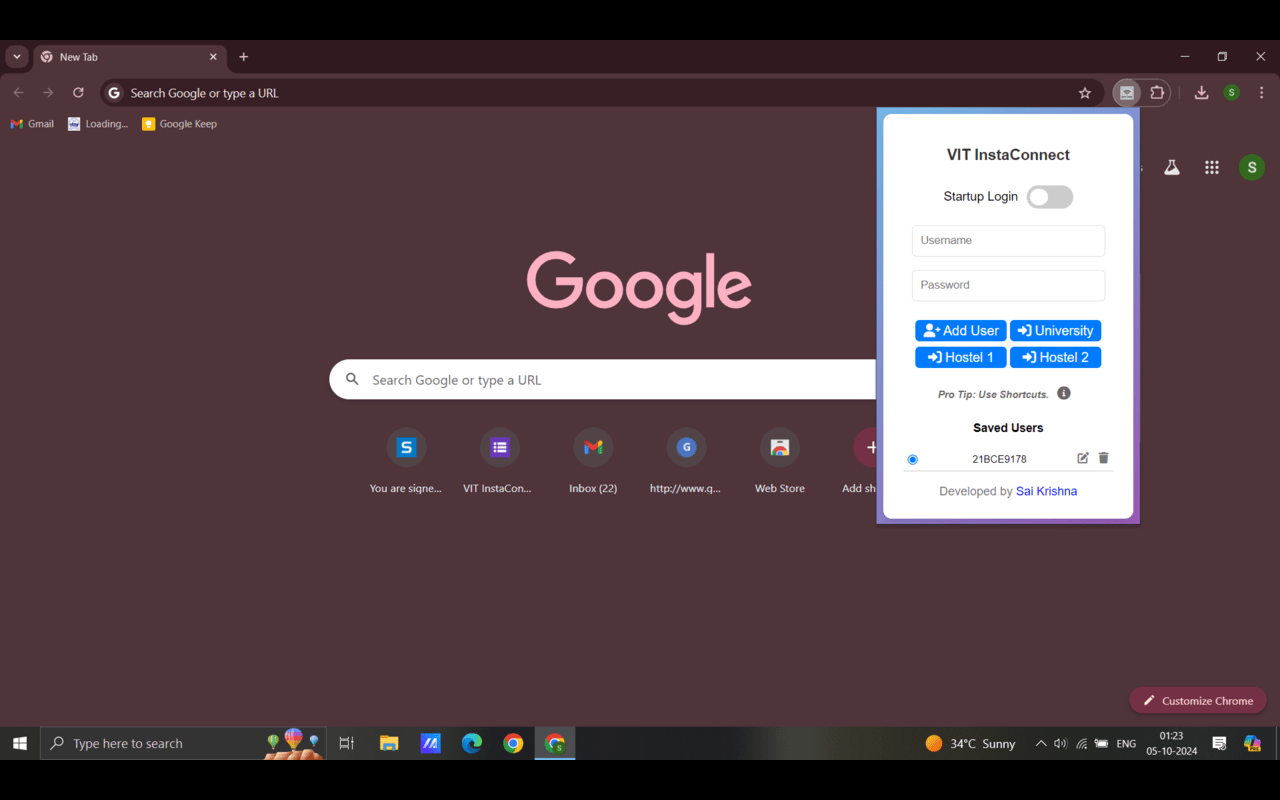 New Tab
Search Google or type a URL
S
Gmail
Loading...
Google Keep
VIT InstaConnect
S
Startup Login
Username
Password
Google
Add User
University
Hostel 1
Hostel 2
Search Google or type a URL
Pro Tip: Use Shortcuts.
Saved Users
21BCE9178
You are signe...
VIT InstaCon...
Inbox (22)
http://www.g...
Web Store
Add sh
Developed by Sai Krishna
Customize Chrome
Type here to search
34°C Sunny
ENG
01:23
05-10-2024